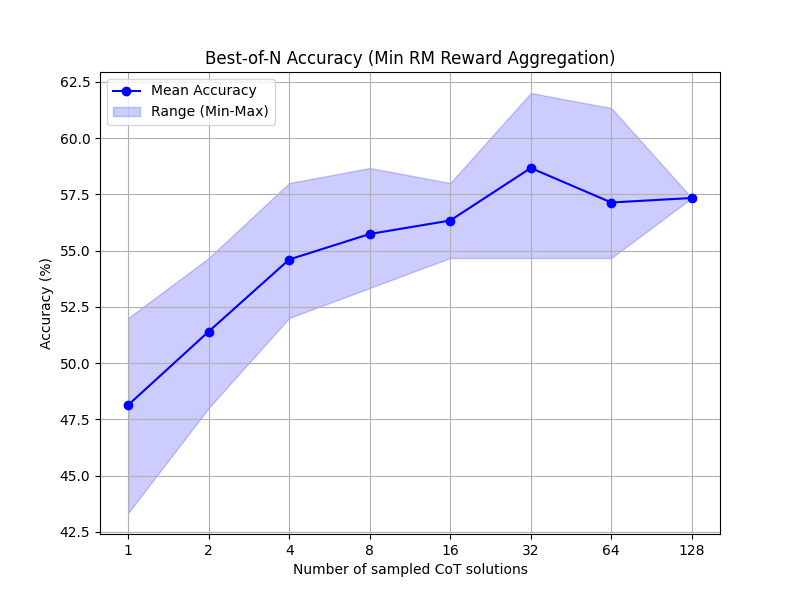 Best-of-N Accuracy (Min RM Reward Aggregation)
Mean Accuracy
Range (Min-Max)
Accuracy (%)
62.5
60.0
57.5
55.0
52.5
50.0
47.5
45.0
42.5
1 2 4 8 16 32 64 128
Number of sampled CoT solutions